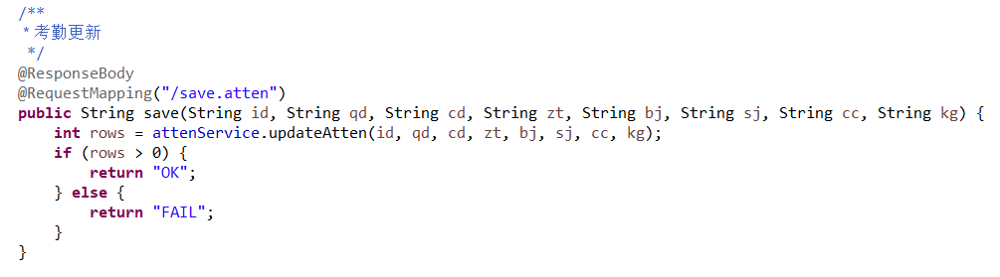 /**
* 考勤更新
*/
@ResponseBody
@RequestMapping("/save.atten")
public String save(String id, String qd, String cd, String zt, String bj, String sj, String cc, String kg) {
int rows = attenService.updateAtten(id, qd, cd, zt, bj, sj, cc, kg);
if (rows > 0) {
return "OK";
} else {
return "FAIL";
}
}